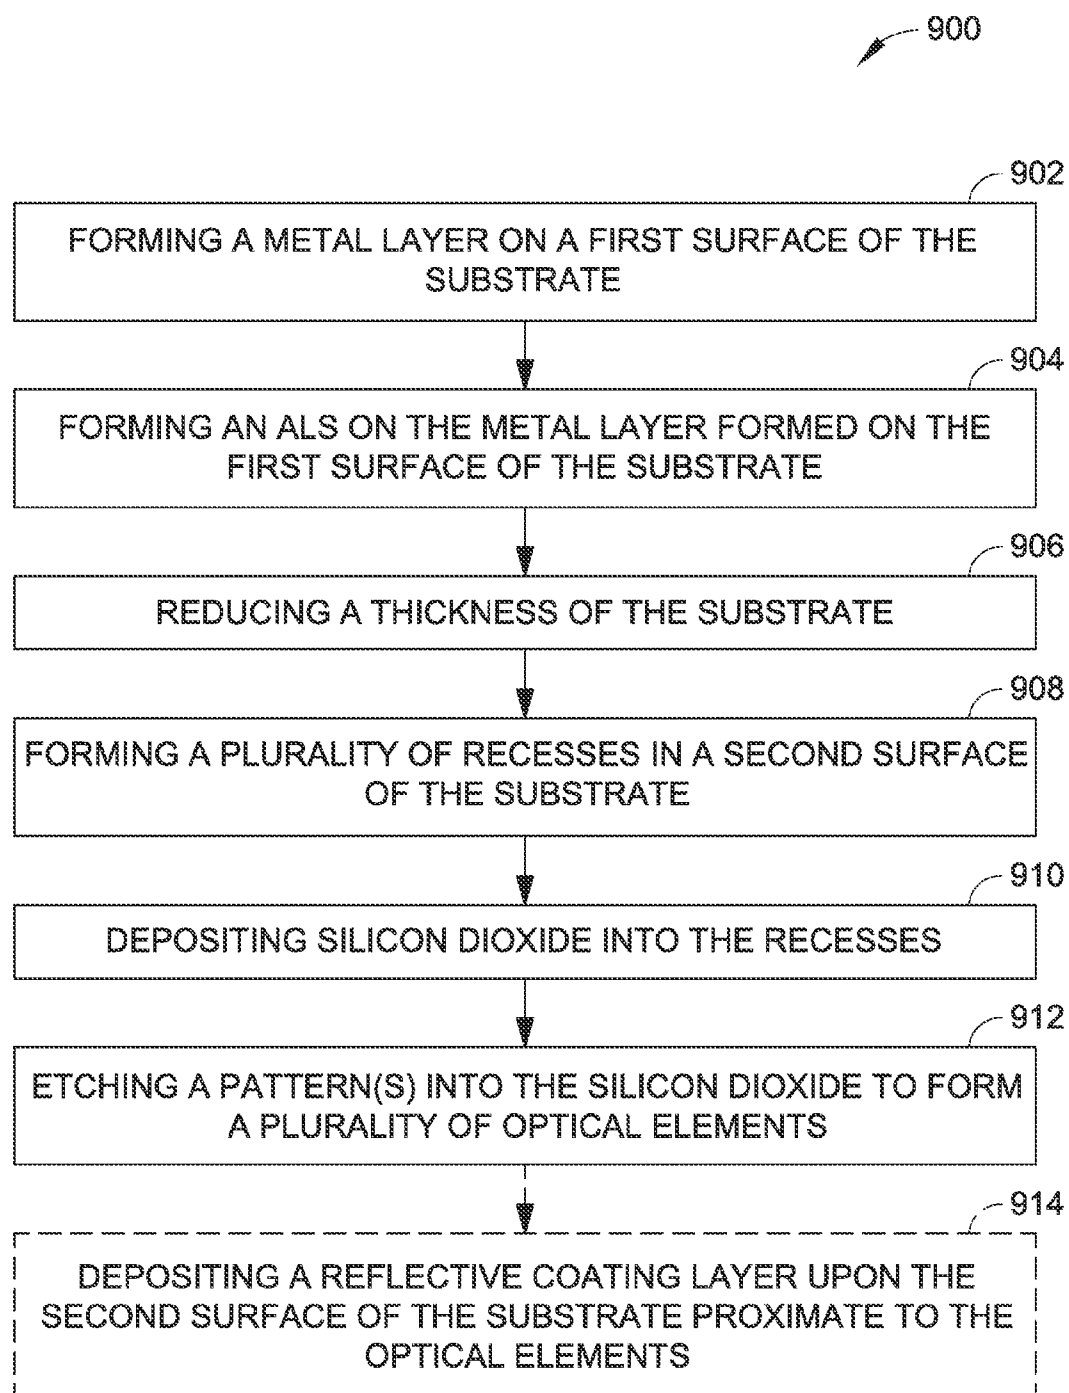 900
902
FORMING A METAL LAYER ON A FIRST SURFACE OF THE
SUBSTRATE
904
FORMING AN ALS ON THE METAL LAYER FORMED ON THE
FIRST SURFACE OF THE SUBSTRATE
906
REDUCING A THICKNESS OF THE SUBSTRATE
908
FORMING A PLURALITY OF RECESSES IN A SECOND SURFACE
OF THE SUBSTRATE
910
DEPOSITING SILICON DIOXIDE INTO THE RECESSES
912
ETCHING A PATTERN(S) INTO THE SILICON DIOXIDE TO FORM
A PLURALITY OF OPTICAL ELEMENTS
914
DEPOSITING A REFLECTIVE COATING LAYER UPON THE
SECOND SURFACE OF THE SUBSTRATE PROXIMATE TO THE
OPTICAL ELEMENTS